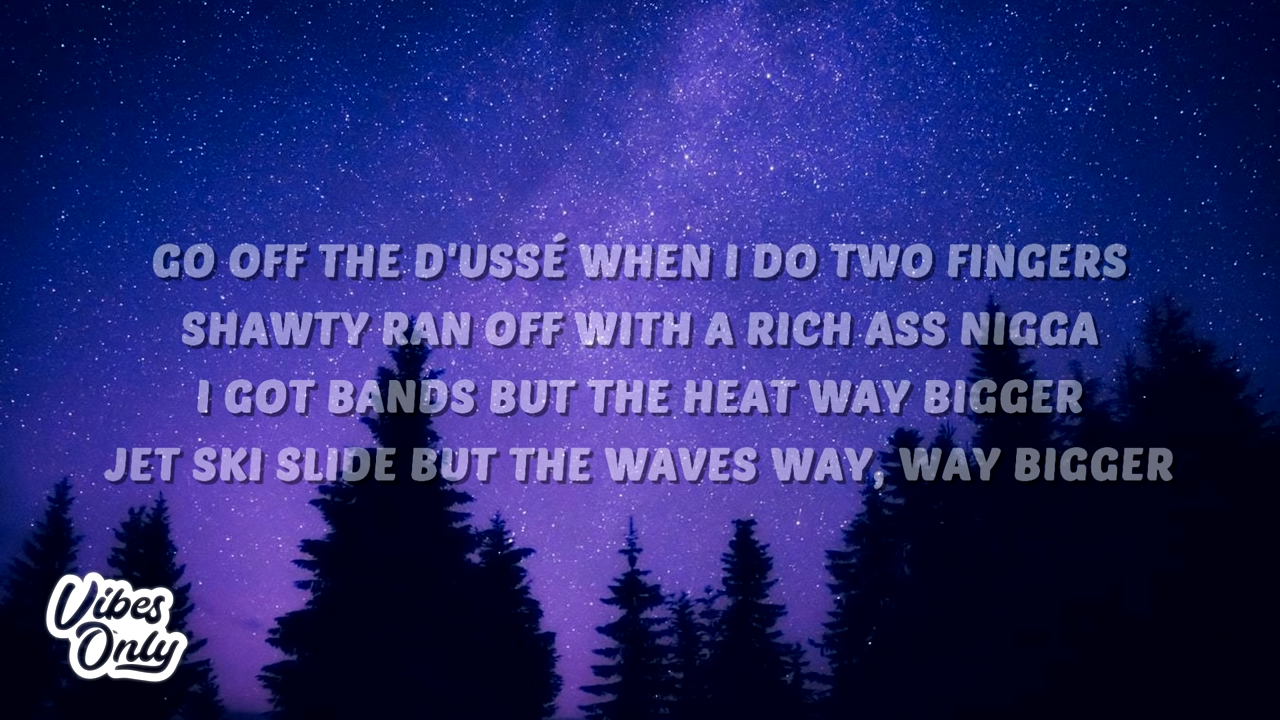 GO OFF THE D'USSÉ WHEN I DO TWO FINGERS
SHAWTY RAN OFF WITH A RICH ASS NIGGA
I GOT BANDS BUT THE HEAT WAY BIGGER
JET SKI SLIDE BUT THE WAVES WAY, WAY BIGGER
Vibes
Only